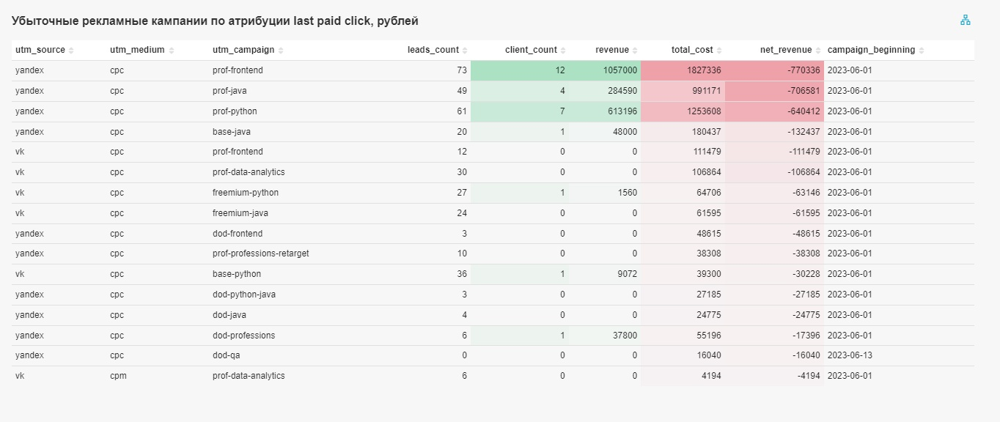 Убыточные рекламные кампании по атрибуции last paid click, рублей
utm_source utm_medium utm_campaign leads_count client_count revenue total_cost net_revenue campaign_beginning
yandex cpc prof-frontend 73 12 1057000 1827336 -770336 2023-06-01
yandex cpc prof-java 49 4 284590 991171 -706581 2023-06-01
yandex cpc prof-python 61 7 613196 1253608 -640412 2023-06-01
yandex cpc base-java 20 1 48000 180437 -132437 2023-06-01
vk cpc prof-frontend 12 0 0 111479 -111479 2023-06-01
vk cpc prof-data-analytics 30 0 0 106864 -106864 2023-06-01
vk cpc freemium-python 27 1 1560 64706 -63146 2023-06-01
vk cpc freemium-java 24 0 0 61595 -61595 2023-06-01
yandex cpc dod-frontend 3 0 0 48615 -48615 2023-06-01
yandex cpc prof-professions-retarget 10 0 0 38308 -38308 2023-06-01
vk cpc base-python 36 1 9072 39300 -30228 2023-06-01
yandex cpc dod-python-java 3 0 0 27185 -27185 2023-06-01
yandex cpc dod-java 4 0 0 24775 -24775 2023-06-01
yandex cpc dod-professions 6 1 37800 55196 -17396 2023-06-01
yandex cpc dod-qa 0 0 0 16040 -16040 2023-06-13
vk cpm prof-data-analytics 6 0 0 4194 -4194 2023-06-01